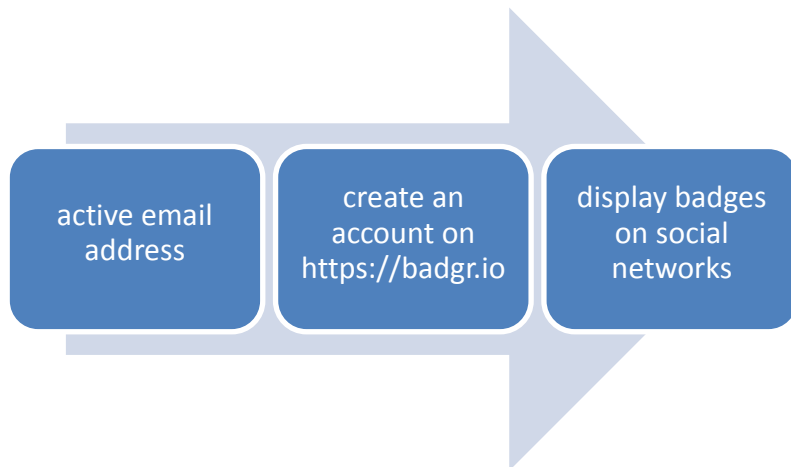 active email
address
create an
account on
https://badgr.io
display badges
on social
networks